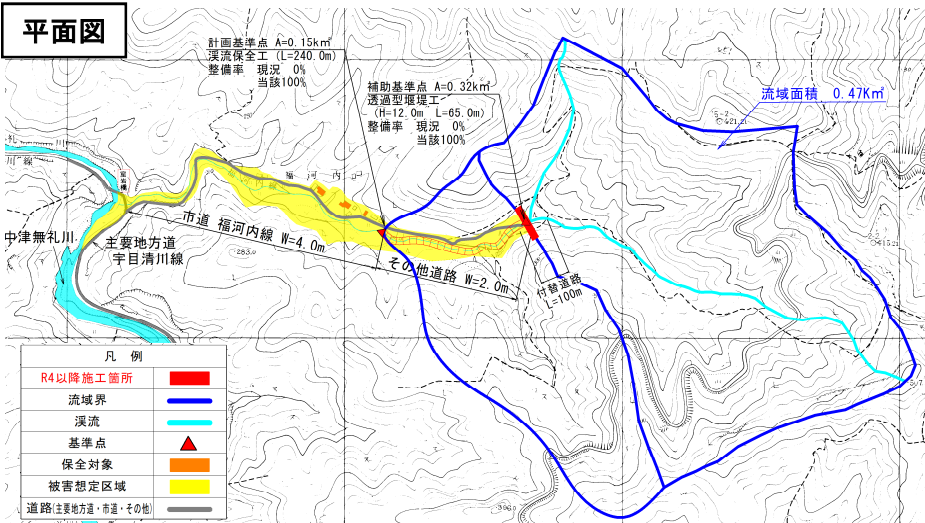 平面図
計画基準点 A=0.15k㎡
渓流保全工 (L=240.0m)
整備率 現況 0%
当該100%
補助基準点 A=0.32k㎡
透過型堰堤工
(H=12.0m L=65.0m)
整備率 現況 0%
当該100%
流域面積 0.47K㎡
市道 福河内線 W=4.0m
その他道路 W=2.0m
付替道路
L=100m
中津無礼川
主要地方道
宇目清川線
凡 例
R4以降施工箇所
流域界
渓流
基準点
保全対象
被害想定区域
道路(主要地方道・市道・その他)